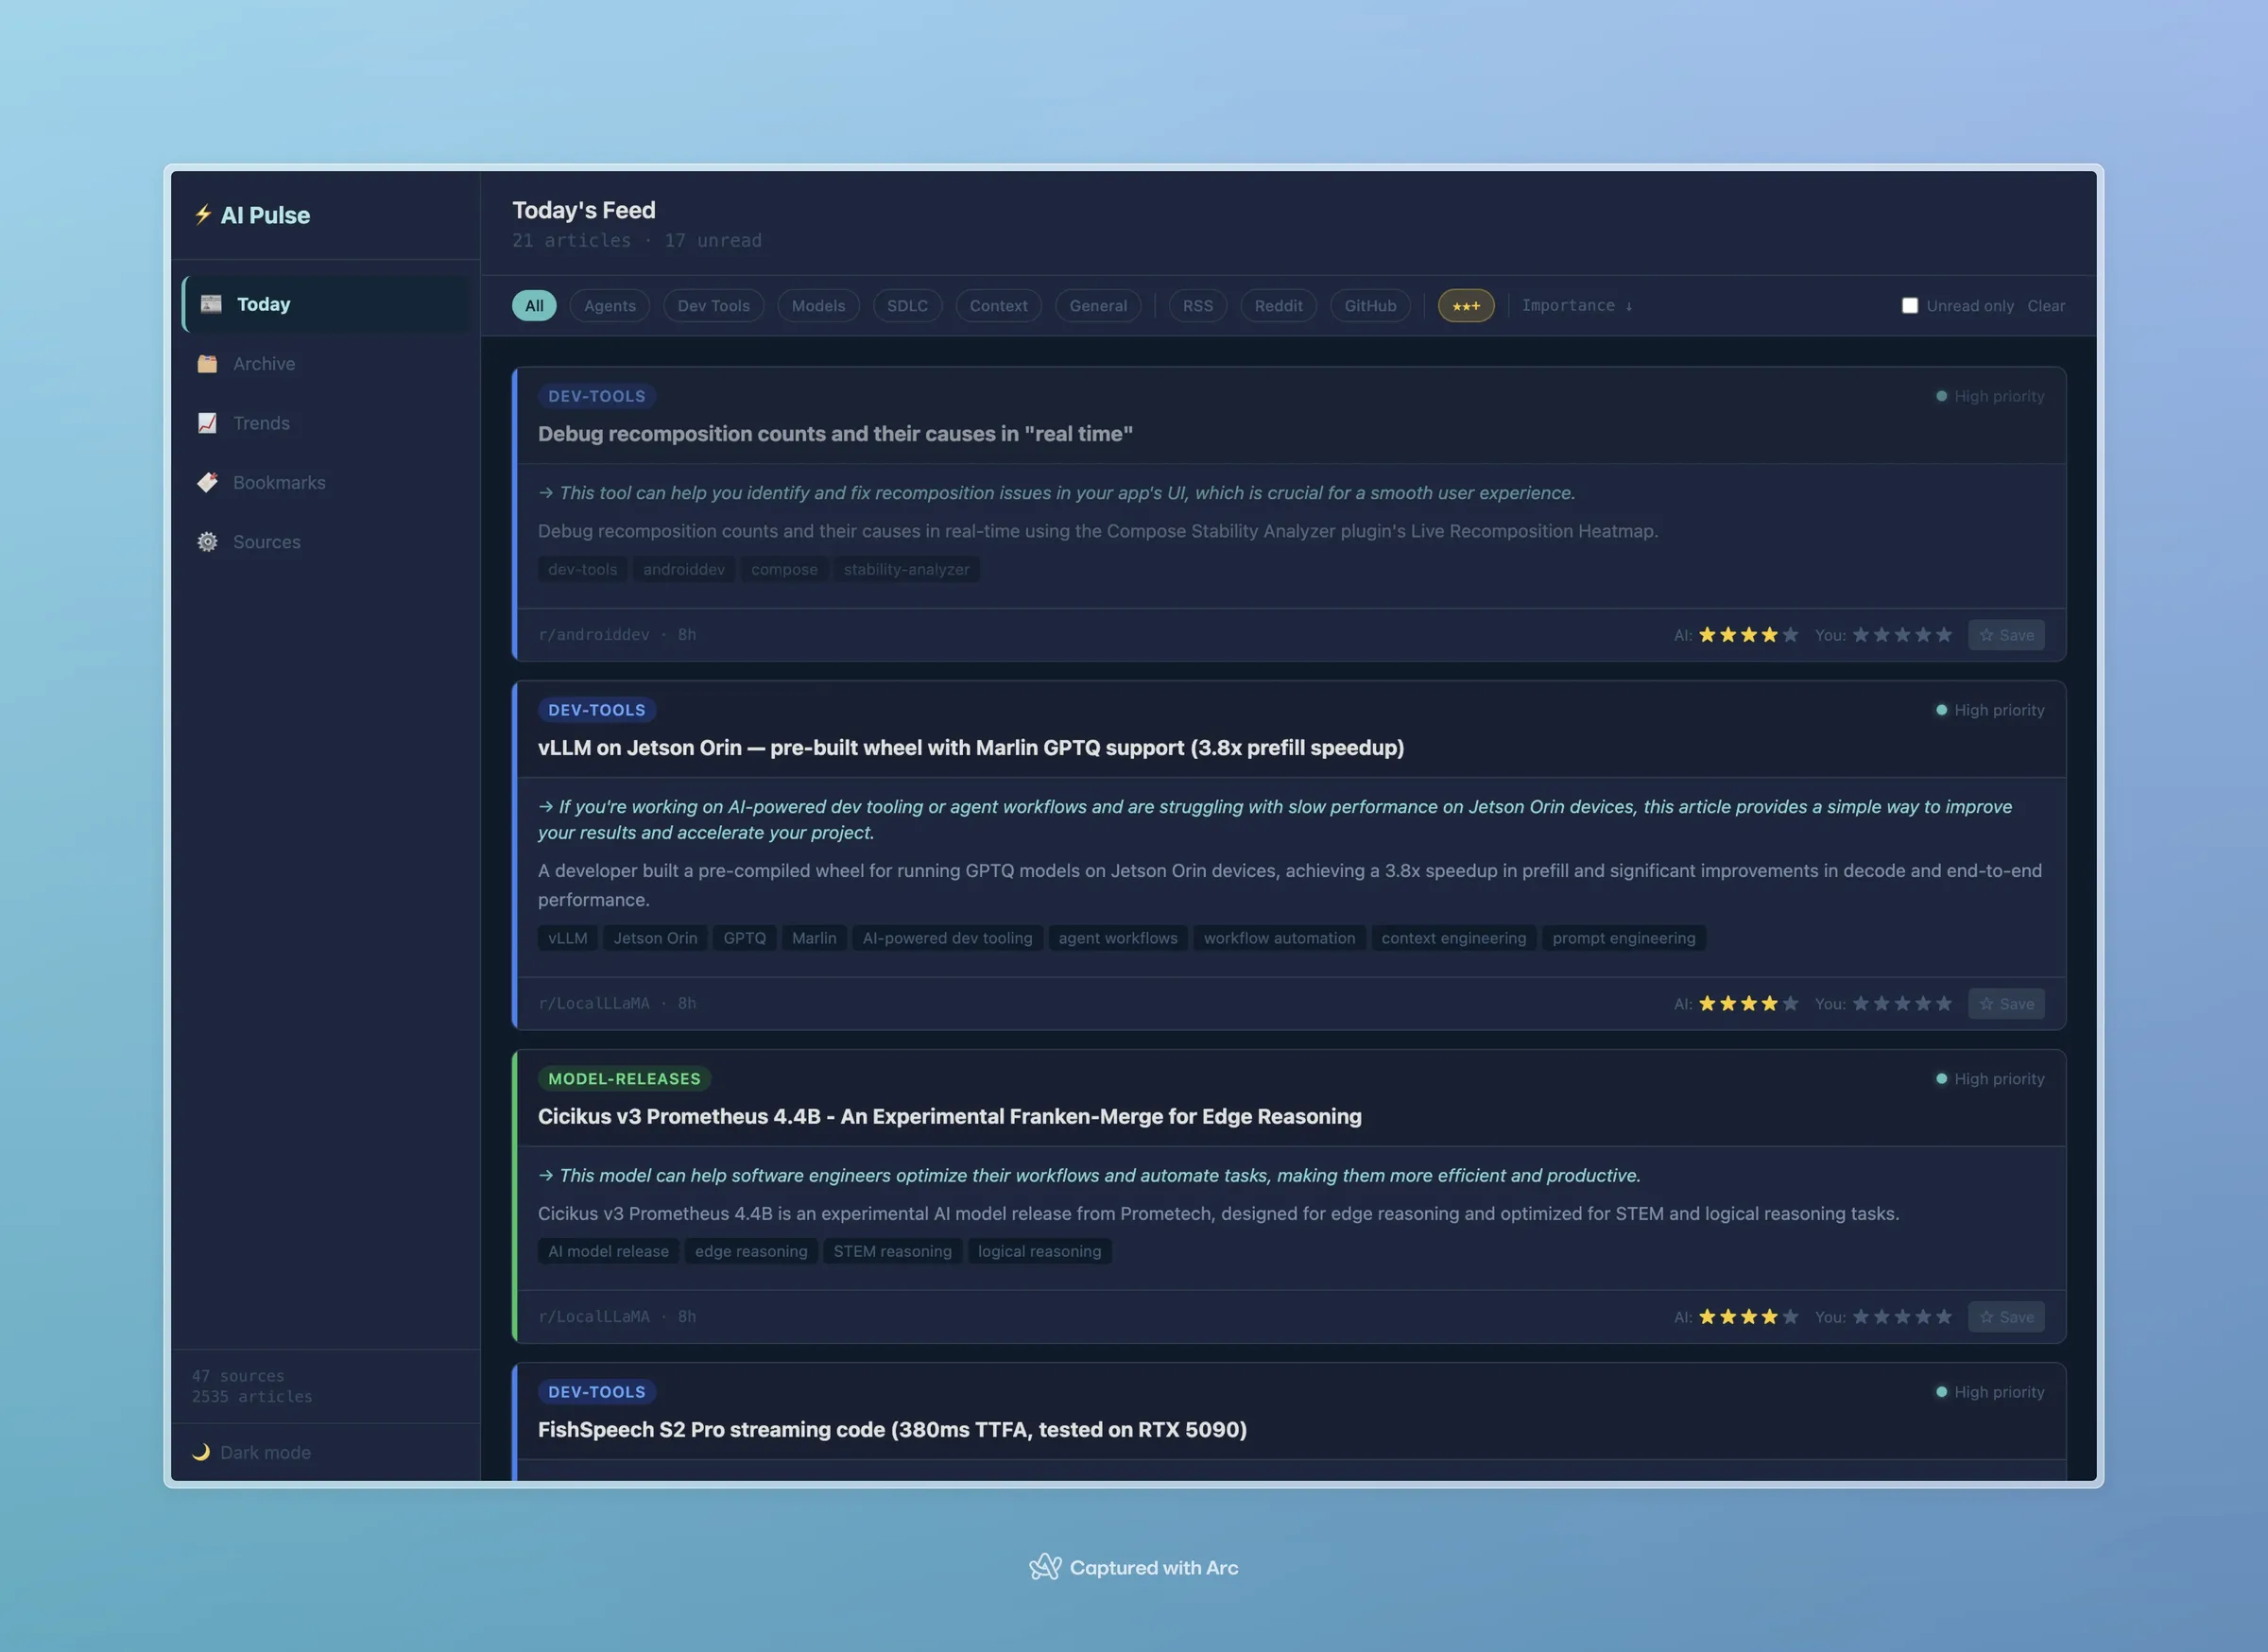 AI Pulse
Today
Archive
Trends
Bookmarks
Sources
47 sources
2535 articles
Dark mode
Today's Feed
21 articles · 17 unread
All Agents Dev Tools Models SDLC Context General RSS Reddit GitHub ★★+ Importance ↓ Unread only Clear
DEV-TOOLS High priority
Debug recomposition counts and their causes in "real time"
→ This tool can help you identify and fix recomposition issues in your app's UI, which is crucial for a smooth user experience.
Debug recomposition counts and their causes in real-time using the Compose Stability Analyzer plugin's Live Recomposition Heatmap.
dev-tools androiddev compose stability-analyzer
r/androiddev · 8h AI: ★★★★★ You: ★★★★★ ☆ Save
DEV-TOOLS High priority
vLLM on Jetson Orin — pre-built wheel with Marlin GPTQ support (3.8x prefill speedup)
→ If you're working on AI-powered dev tooling or agent workflows and are struggling with slow performance on Jetson Orin devices, this article provides a simple way to improve
your results and accelerate your project.
A developer built a pre-compiled wheel for running GPTQ models on Jetson Orin devices, achieving a 3.8x speedup in prefill and significant improvements in decode and end-to-end
performance.
vLLM Jetson Orin GPTQ Marlin AI-powered dev tooling agent workflows workflow automation context engineering prompt engineering
r/LocalLLaMA · 8h AI: ★★★★★ You: ★★★★★ ☆ Save
MODEL-RELEASES High priority
Cicikus v3 Prometheus 4.4B - An Experimental Franken-Merge for Edge Reasoning
→ This model can help software engineers optimize their workflows and automate tasks, making them more efficient and productive.
Cicikus v3 Prometheus 4.4B is an experimental AI model release from Prometech, designed for edge reasoning and optimized for STEM and logical reasoning tasks.
AI model release edge reasoning STEM reasoning logical reasoning
r/LocalLLaMA · 8h AI: ★★★★★ You: ★★★★★ ☆ Save
DEV-TOOLS High priority
FishSpeech S2 Pro streaming code (380ms TTFA, tested on RTX 5090)
Captured with Arc